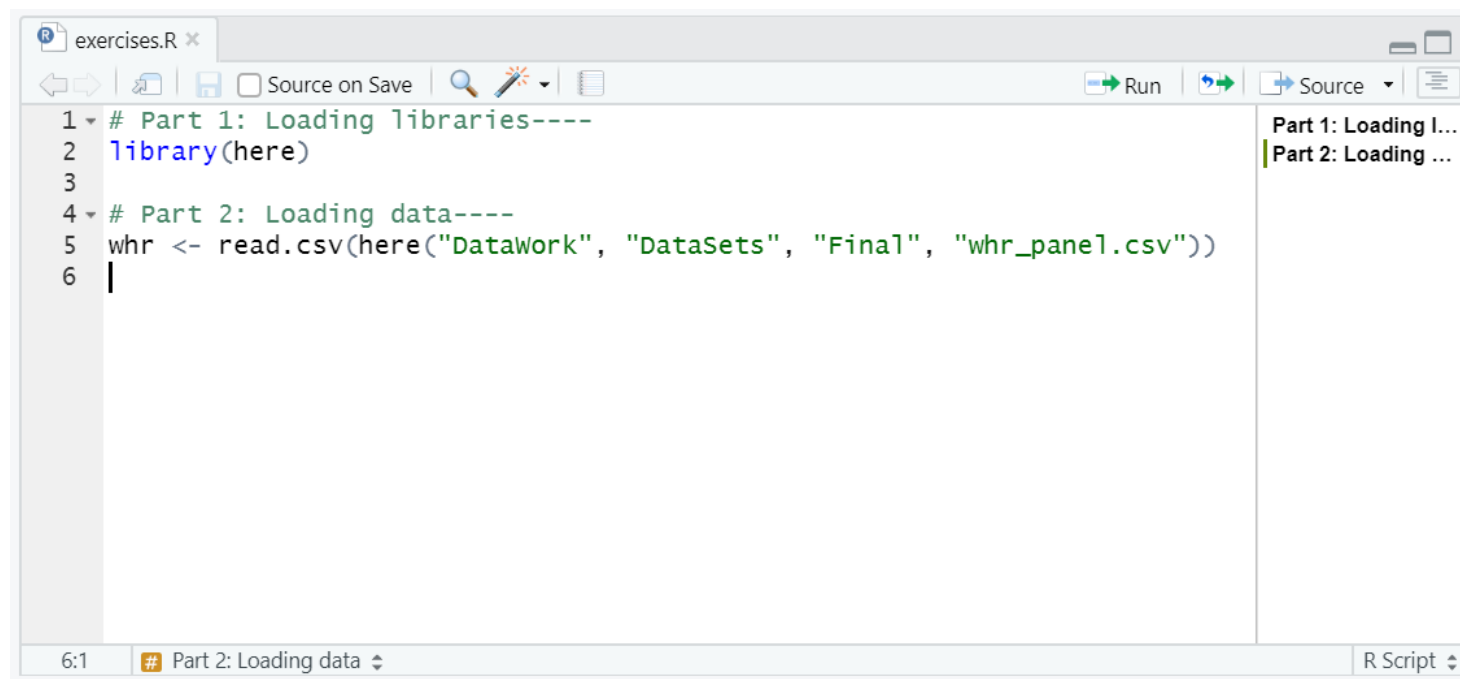 exercises.R
Source on Save Run Source
1 # Part 1: Loading libraries----
2 library(here)
3
4 # Part 2: Loading data----
5 whr <- read.csv(here("DataWork", "DataSets", "Final", "whr_panel.csv"))
6
Part 1: Loading l...
Part 2: Loading ...
6:1 # Part 2: Loading data R Script